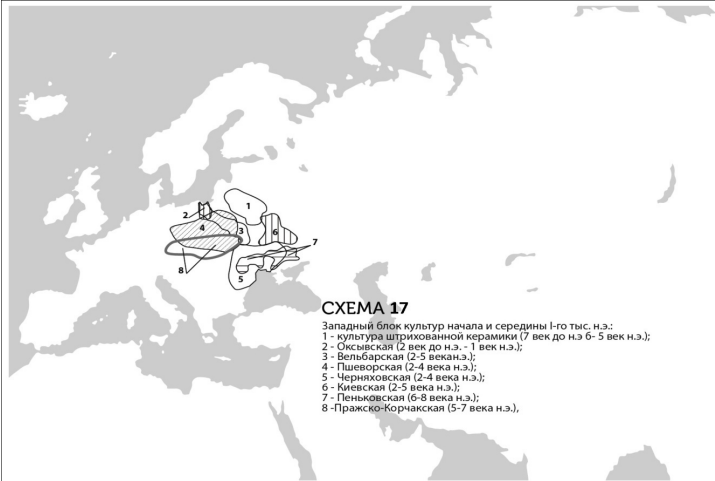 1
2
4
3
6
7
8
5
СХЕМА 17
Западный блок культур начала и середины I-го тыс. н.э.:
1 - культура штрихованной керамики (7 век до н.э 6- 5 век н.э.);
2 - Оксывская (2 век до н.э. - 1 век н.э.);
3 - Вельбарская (2-5 векан.э.);
4 - Пшеворская (2-4 века н.э.);
5 - Черняховская (2-4 века н.э.);
6 - Киевская (2-5 века н.э.);
7 - Пеньковская (6-8 века н.э.);
8 -Пражско-Корчакская (5-7 века н.э.),